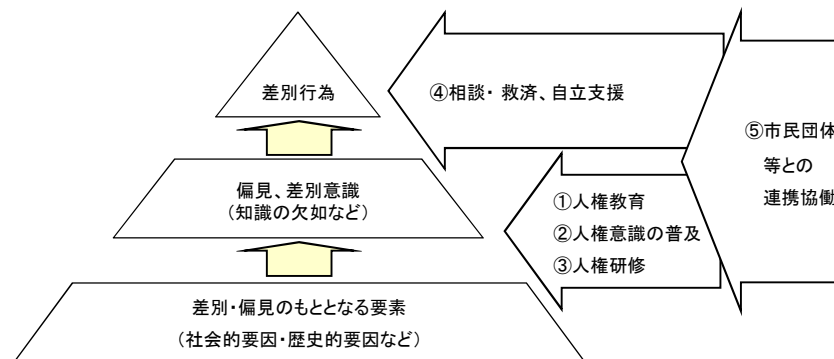 差別行為
④相談・ 救済、自立支援
⑤市民団体
等との
連携協働
偏見、差別意識
（知識の欠如など）
①人権教育
②人権意識の普及
③人権研修
差別・偏見のもととなる要素
（社会的要因・歴史的要因など）